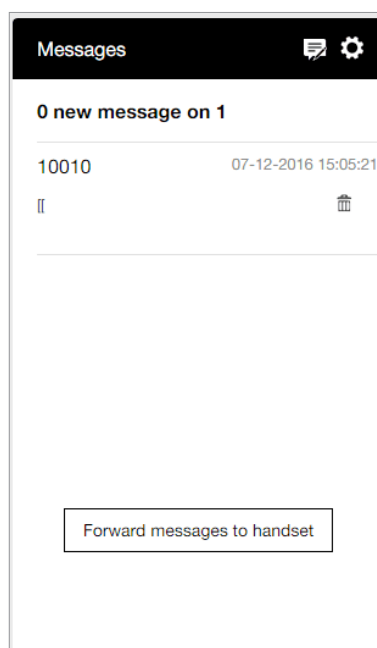 Messages
0 new message on 1
10010 07-12-2016 15:05:21
[[
Forward messages to handset